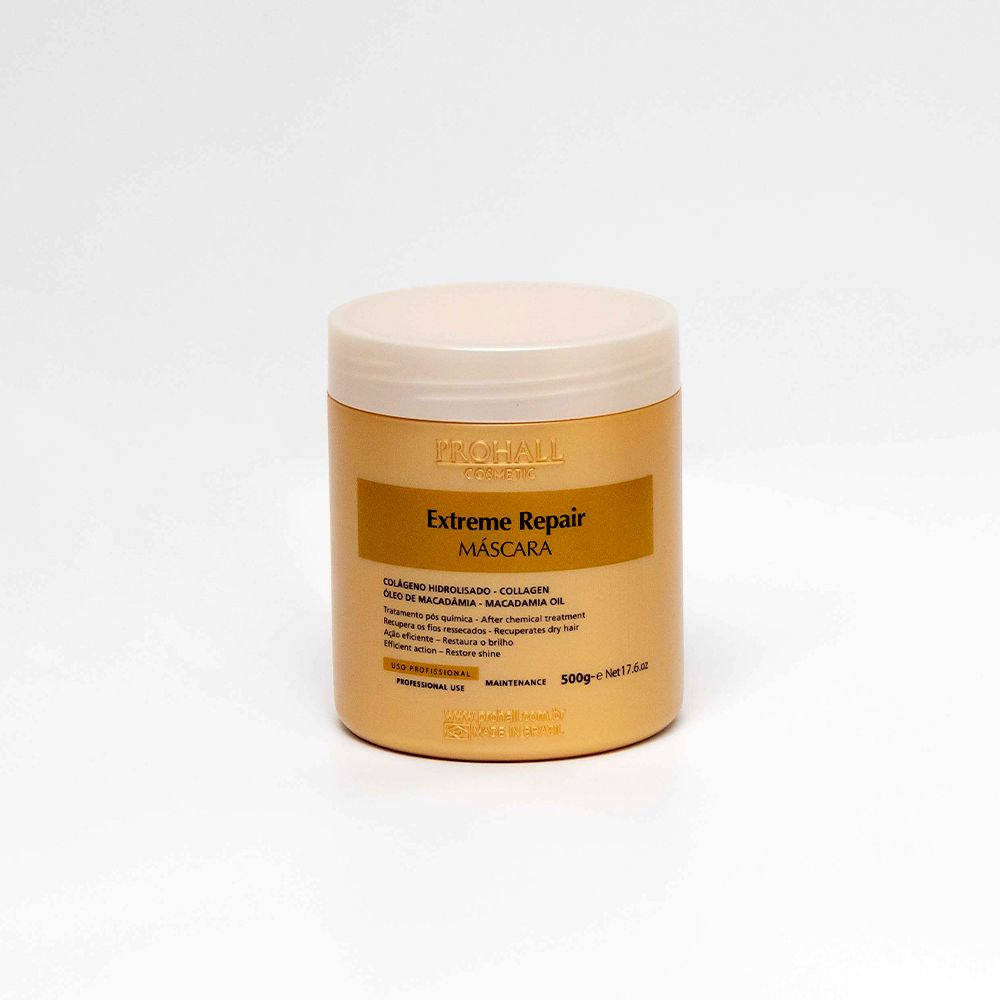 PROHALL
COSMETIC
Extreme Repair
MÁSCARA
COLÁGENO HIDROLISADO - COLLAGEN
ÓLEO DE MACADÂMIA - MACADAMIA OIL
Tratamento pós química - After chemical treatment
Recupera os fios ressecados - Recuperates dry hair
Ação eficiente – Restaura o brilho
Efficient action – Restore shine
USO PROFISSIONAL
PROFESSIONAL USE MAINTENANCE 500g-e Net 17.6.oz
www.prohall.com.br
MADE IN BRAZIL